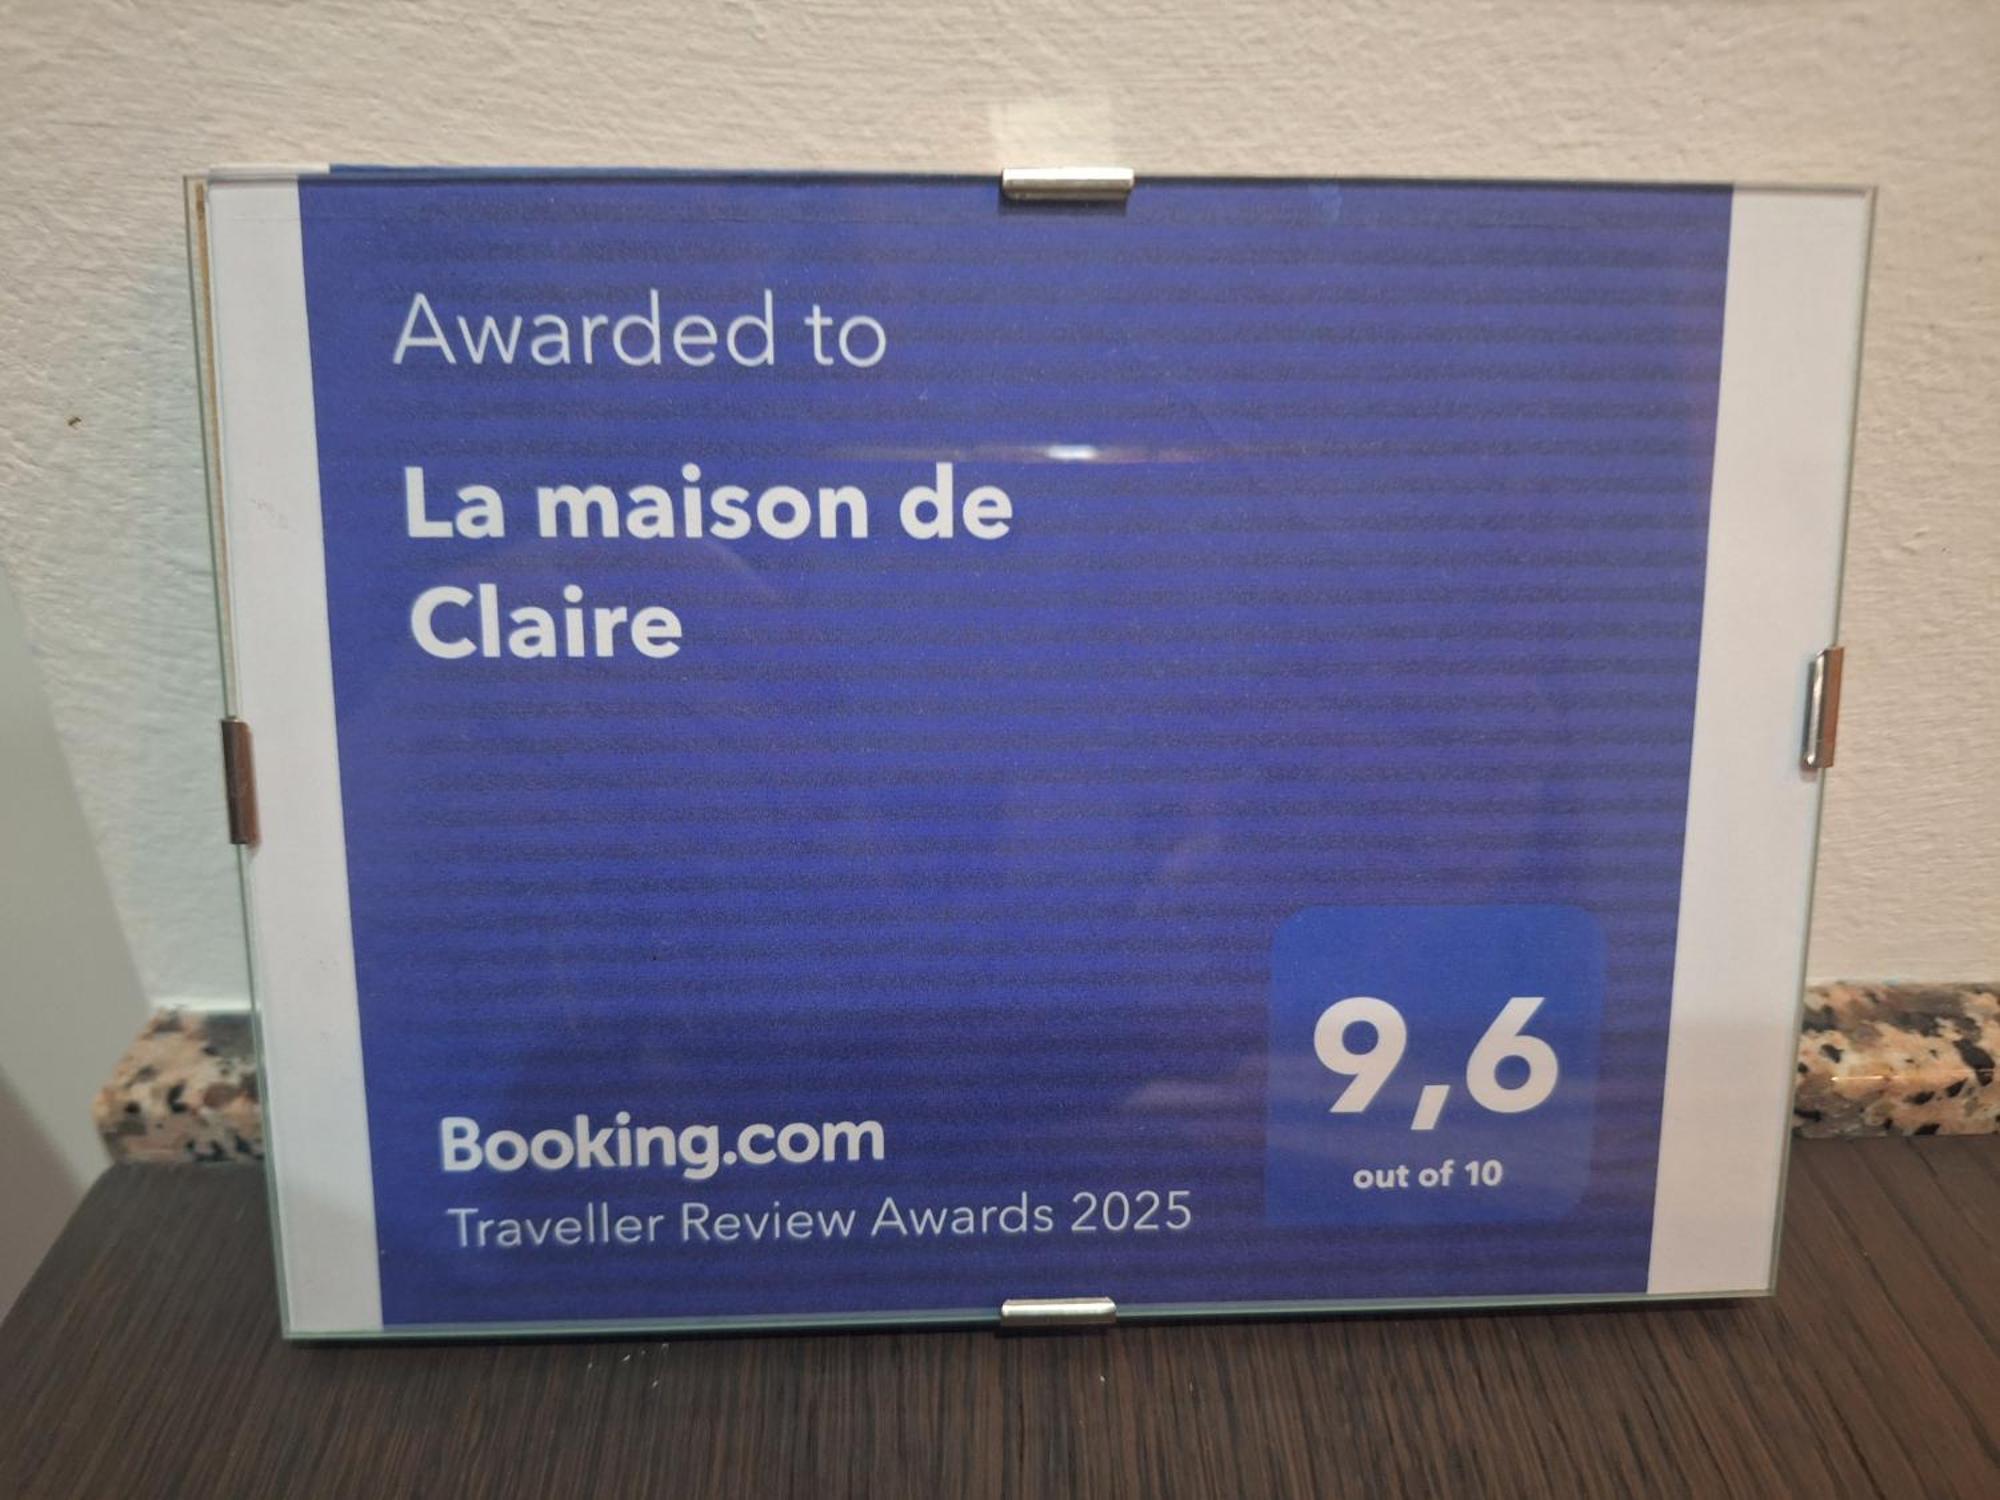 Awarded to
La maison de
Claire
9,6
out of 10
Booking.com
Traveller Review Awards 2025